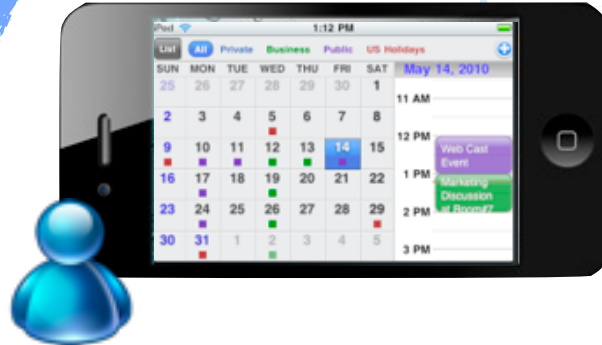 iPod 1:12 PM
List All Private Business Public US Holidays
SUN MON TUE WED THU FRI SAT May 14, 2010
25 26 27 28 29 30 1
11 AM
2 3 4 5 6 7 8
12 PM
9 10 11 12 13 14 15
Web Cast
Event
1 PM
16 17 18 19 20 21 22
Marketing
Discussion
at Room#7
2 PM
23 24 25 26 27 28 29
30 31 1 2 3 4 5
3 PM